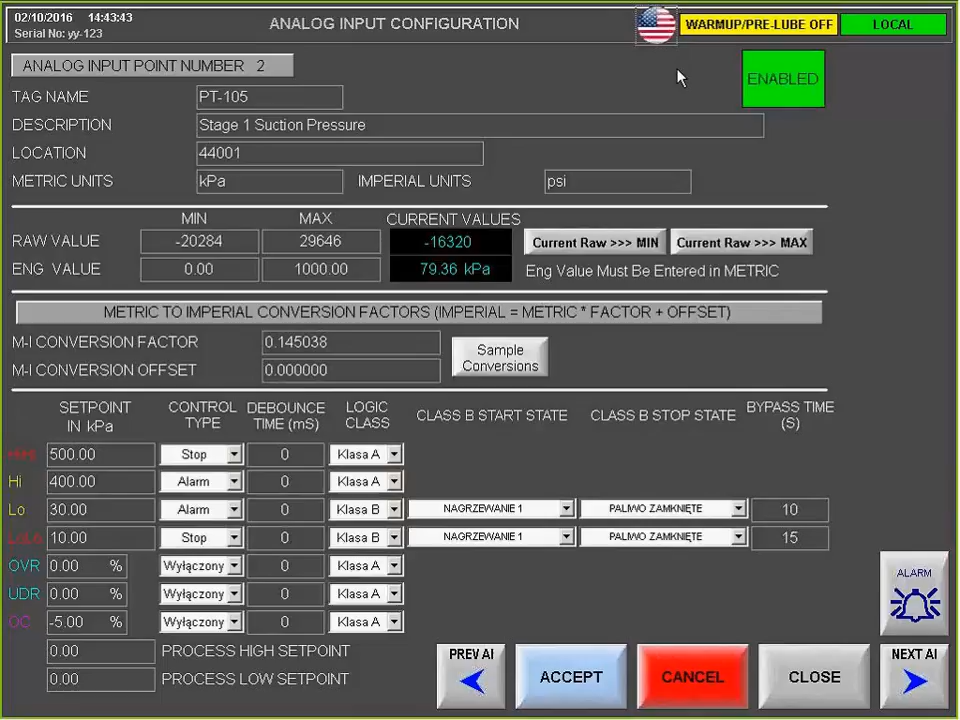 02/10/2016 14:43:43
Serial No: yy-123
ANALOG INPUT CONFIGURATION
WARMUP/PRE-LUBE OFF
LOCAL
ANALOG INPUT POINT NUMBER 2
ENABLED
TAG NAME PT-105
DESCRIPTION Stage 1 Suction Pressure
LOCATION 44001
METRIC UNITS kPa IMPERIAL UNITS psi
MIN MAX CURRENT VALUES
RAW VALUE -20284 29646 -16320 Current Raw >>> MIN Current Raw >>> MAX
ENG VALUE 0.00 1000.00 79.36 kPa Eng Value Must Be Entered in METRIC
METRIC TO IMPERIAL CONVERSION FACTORS (IMPERIAL = METRIC * FACTOR + OFFSET)
M-I CONVERSION FACTOR 0.145038
M-I CONVERSION OFFSET 0.000000
Sample
Conversions
SETPOINT
IN kPa
CONTROL
TYPE
DEBOUNCE
TIME (mS)
LOGIC
CLASS
CLASS B START STATE
CLASS B STOP STATE
BYPASS TIME
(S)
HiHi 500.00 Stop 0 Klasa A
Hi 400.00 Alarm 0 Klasa A
Lo 30.00 Alarm 0 Klasa B NAGRZEWANIE 1 PALIWO ZAMKNIĘTE 10
LoLo 10.00 Stop 0 Klasa B NAGRZEWANIE 1 PALIWO ZAMKNIĘTE 15
OVR 0.00 % Wyłączony 0 Klasa A
UDR 0.00 % Wyłączony 0 Klasa A
OC -5.00 % Wyłączony 0 Klasa A
0.00 PROCESS HIGH SETPOINT
0.00 PROCESS LOW SETPOINT
ALARM
PREV AI
ACCEPT
CANCEL
CLOSE
NEXT AI